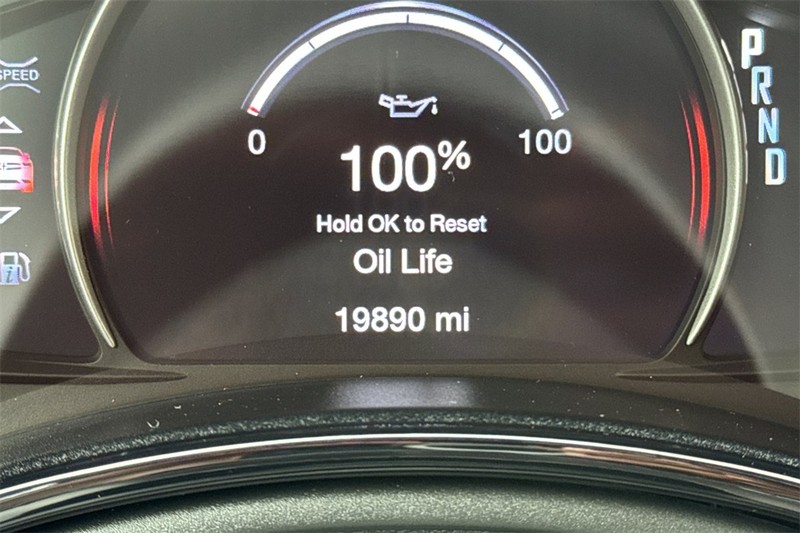 SPEED
P
R
N
D
0 100
100%
Hold OK to Reset
Oil Life
19890 mi
i